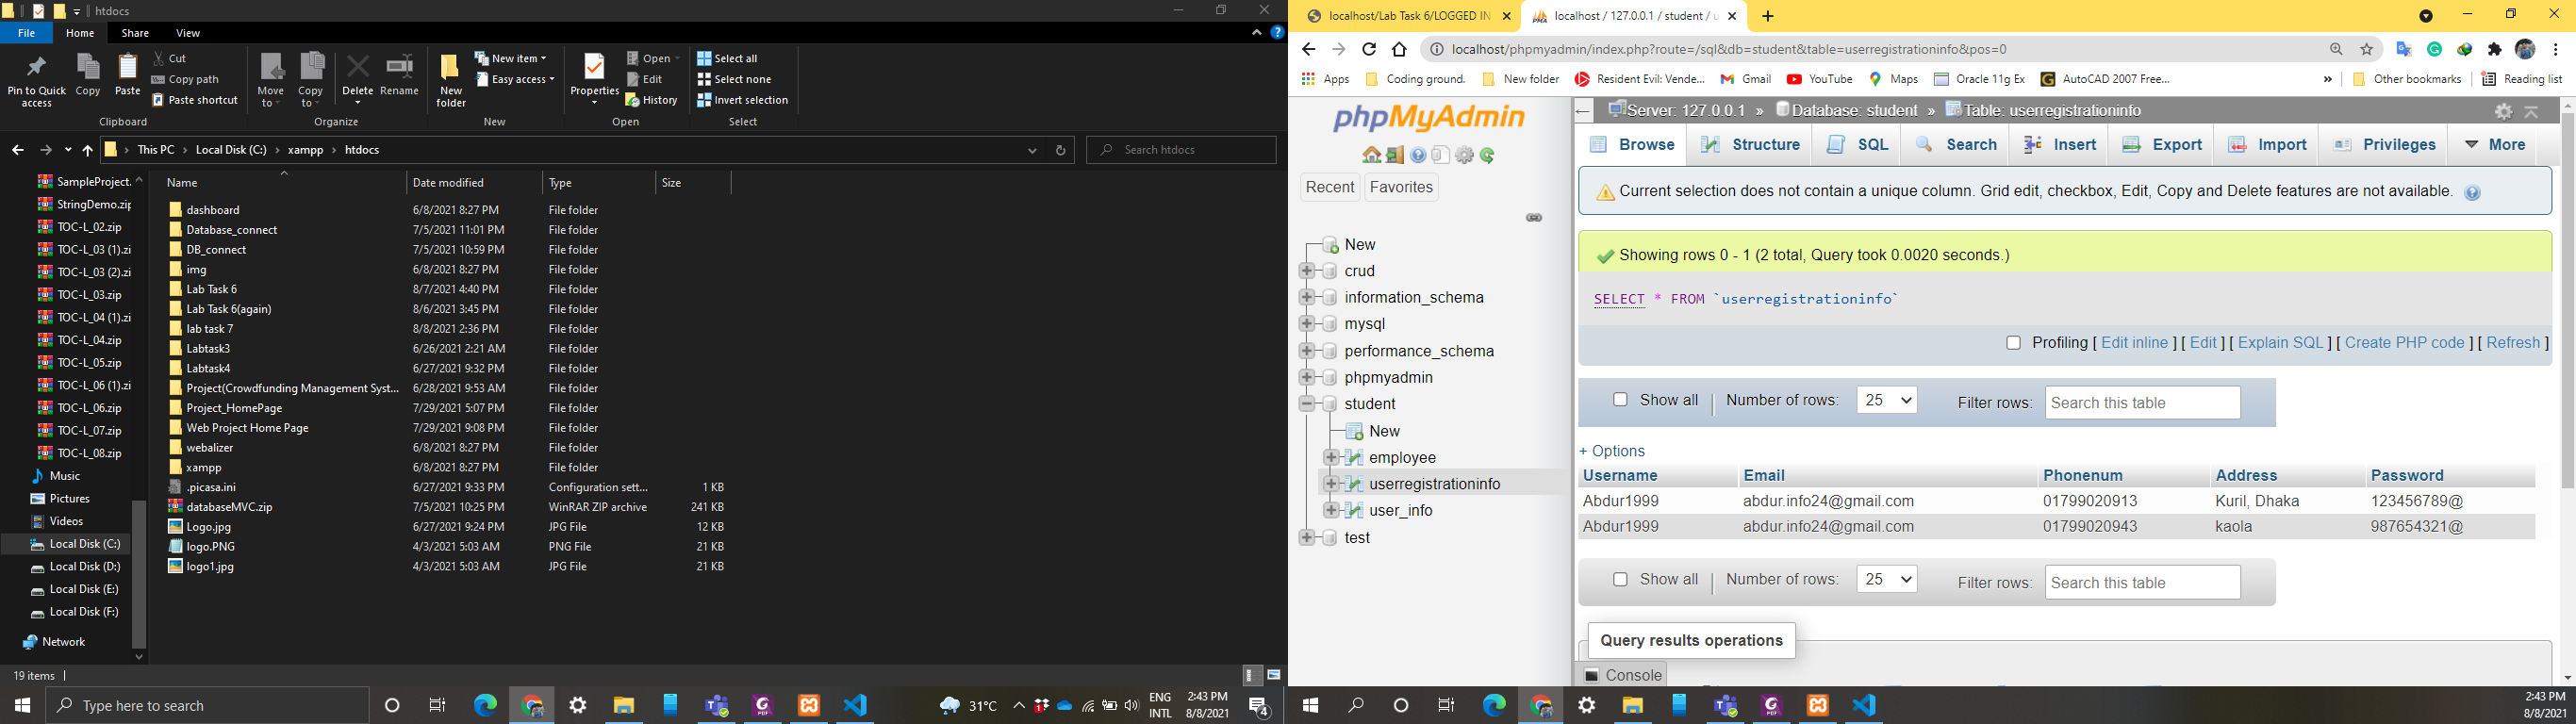 htdocs
File Home Share View
Pin to Quick access
Copy
Paste
Cut
Copy path
Paste shortcut
Clipboard
Move to
Copy to
Delete
Rename
Organize
New folder
New item
Easy access
New
Properties
Open
Edit
History
Open
Select all
Select none
Invert selection
Select
This PC > Local Disk (C:) > xampp > htdocs
Search htdocs
SampleProject.
StringDemo.zip
TOC-L_02.zip
TOC-L_03 (1).zi
TOC-L_03 (2).zi
TOC-L_03.zip
TOC-L_04 (1).zi
TOC-L_04.zip
TOC-L_05.zip
TOC-L_06 (1).zi
TOC-L_06.zip
TOC-L_07.zip
TOC-L_08.zip
Music
Pictures
Videos
Local Disk (C:)
Local Disk (D:)
Local Disk (E:)
Local Disk (F:)
Network
Name Date modified Type Size
dashboard 6/8/2021 8:27 PM File folder
Database_connect 7/5/2021 11:01 PM File folder
DB_connect 7/5/2021 10:59 PM File folder
img 6/8/2021 8:27 PM File folder
Lab Task 6 8/7/2021 4:40 PM File folder
Lab Task 6(again) 8/6/2021 3:45 PM File folder
lab task 7 8/8/2021 2:36 PM File folder
Labtask3 6/26/2021 2:21 AM File folder
Labtask4 6/27/2021 9:32 PM File folder
Project(Crowdfunding Management Syst... 6/28/2021 9:53 AM File folder
Project_HomePage 7/29/2021 5:07 PM File folder
Web Project Home Page 7/29/2021 9:08 PM File folder
webalizer 6/8/2021 8:27 PM File folder
xampp 6/8/2021 8:27 PM File folder
.picasa.ini 6/27/2021 9:33 PM Configuration sett... 1 KB
databaseMVC.zip 7/5/2021 10:25 PM WinRAR ZIP archive 241 KB
Logo.jpg 6/27/2021 9:24 PM JPG File 12 KB
logo.PNG 4/3/2021 5:03 AM PNG File 21 KB
logo1.jpg 4/3/2021 5:03 AM JPG File 21 KB
19 items
Type here to search
31°C
ENG
INTL
2:43 PM
8/8/2021
4
localhost/Lab Task 6/LOGGED IN
localhost / 127.0.0.1 / student / u
localhost/phpmyadmin/index.php?route=/sql&db=student&table=userregistrationinfo&pos=0
Apps Coding ground. New folder Resident Evil: Vende... Gmail YouTube Maps Oracle 11g Ex AutoCAD 2007 Free... » Other bookmarks Reading list
phpMyAdmin
Recent Favorites
New
crud
information_schema
mysql
performance_schema
phpmyadmin
student
New
employee
userregistrationinfo
user_info
test
Server: 127.0.0.1 » Database: student » Table: userregistrationinfo
Browse Structure SQL Search Insert Export Import Privileges More
Current selection does not contain a unique column. Grid edit, checkbox, Edit, Copy and Delete features are not available.
Showing rows 0 - 1 (2 total, Query took 0.0020 seconds.)
SELECT * FROM `userregistrationinfo`
Profiling [ Edit inline ] [ Edit ] [ Explain SQL ] [ Create PHP code ] [ Refresh ]
Show all Number of rows: 25 Filter rows: Search this table
+ Options
Username Email Phonenum Address Password
Abdur1999 abdur.info24@gmail.com 01799020913 Kuril, Dhaka 123456789@
Abdur1999 abdur.info24@gmail.com 01799020943 kaola 987654321@
Show all Number of rows: 25 Filter rows: Search this table
Query results operations
Console
2:43 PM
8/8/2021